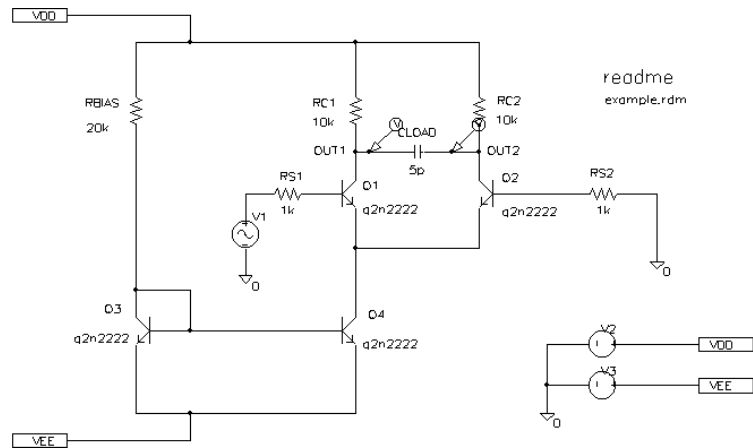 VDD
readme
example.rdm
RBIAS
20k
RC1
10k
RC2
10k
V
V
CLOAD
5p
OUT1
OUT2
RS1
1k
Q1
q2n2222
Q2
q2n2222
RS2
1k
V1
0
0
Q3
q2n2222
Q4
q2n2222
V2
VDD
V3
VEE
0
VEE